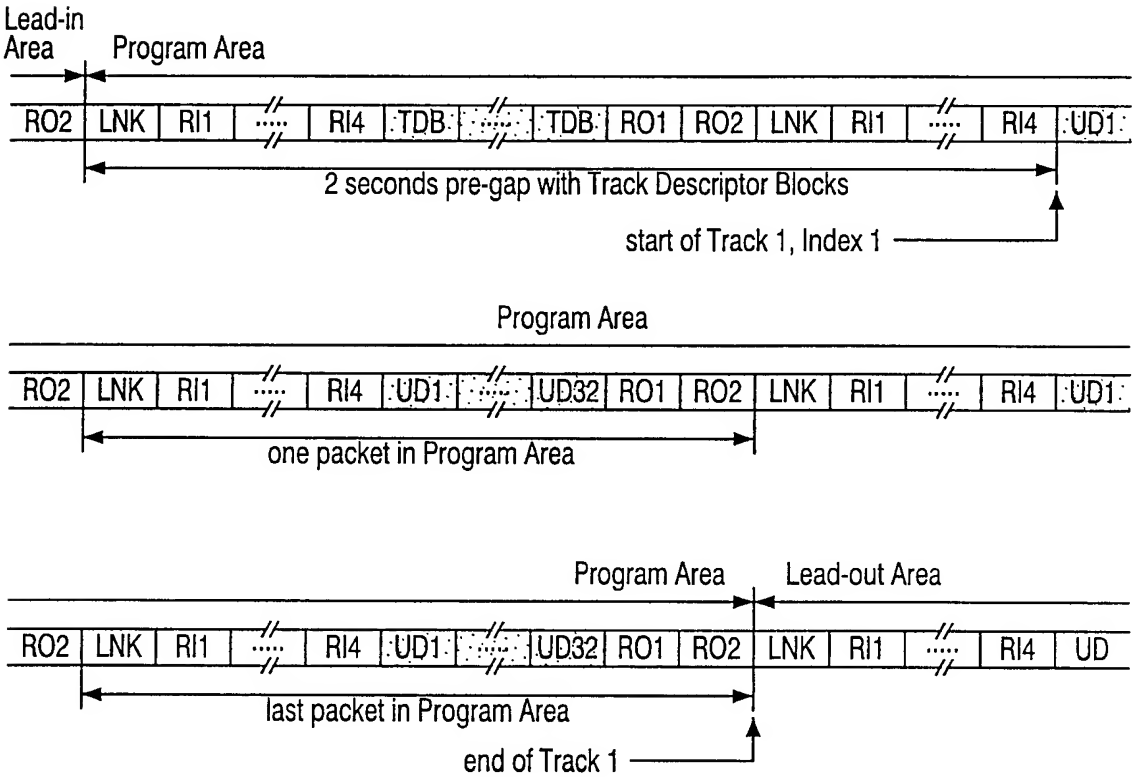 Lead-in
Area
Program Area
RO2 LNK RI1 ..... RI4 TDB ..... TDB RO1 RO2 LNK RI1 ..... RI4 UD1
2 seconds pre-gap with Track Descriptor Blocks
start of Track 1, Index 1
Program Area
RO2 LNK RI1 ..... RI4 UD1 ..... UD32 RO1 RO2 LNK RI1 ..... RI4 UD1
one packet in Program Area
Program Area Lead-out Area
RO2 LNK RI1 ..... RI4 UD1 ..... UD32 RO1 RO2 LNK RI1 ..... RI4 UD
last packet in Program Area
end of Track 1